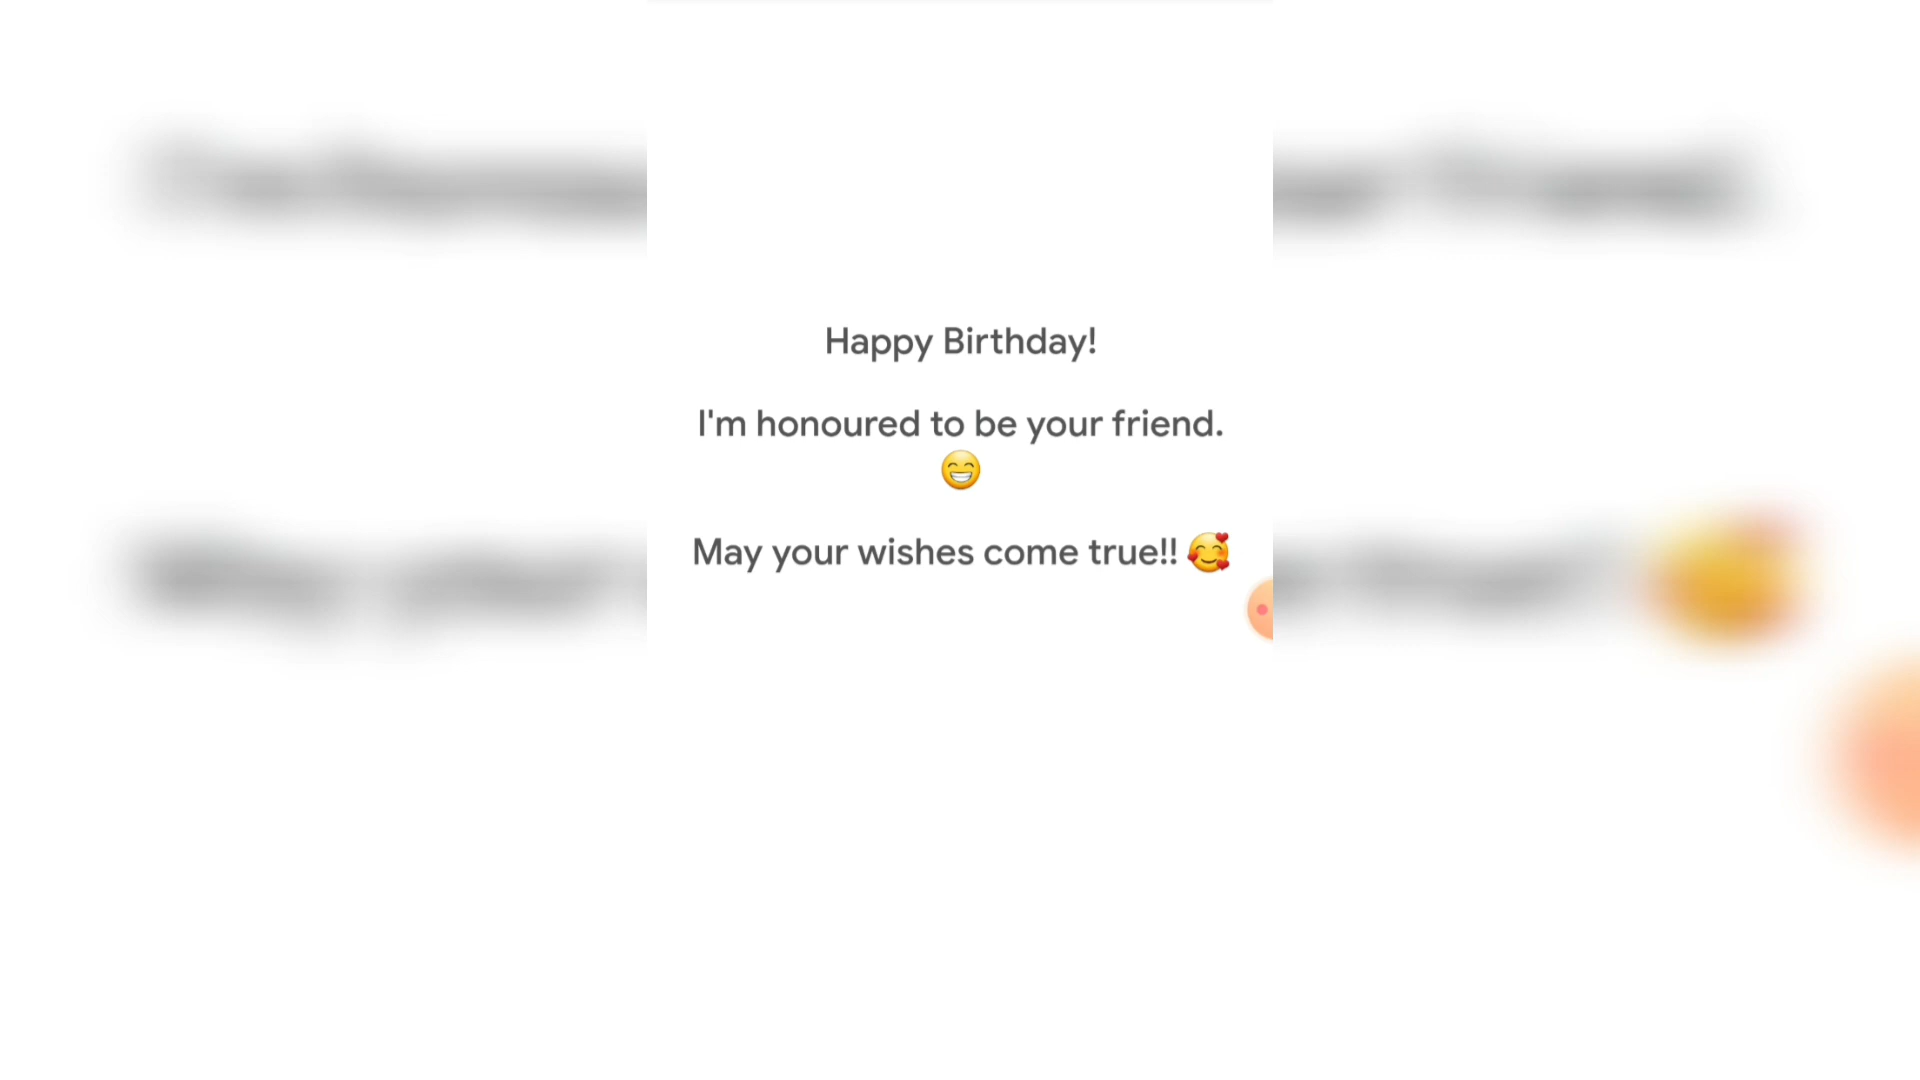 Happy Birthday!
I'm honoured to be your friend.
😁
May your wishes come true!! 🥰